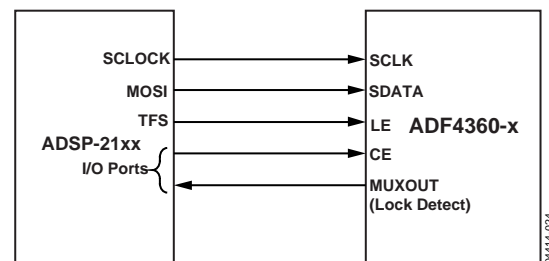 SCLOCK
MOSI
TFS
ADSP-21xx
I/O Ports
SCLK
SDATA
LE
ADF4360-x
CE
MUXOUT
(Lock Detect)